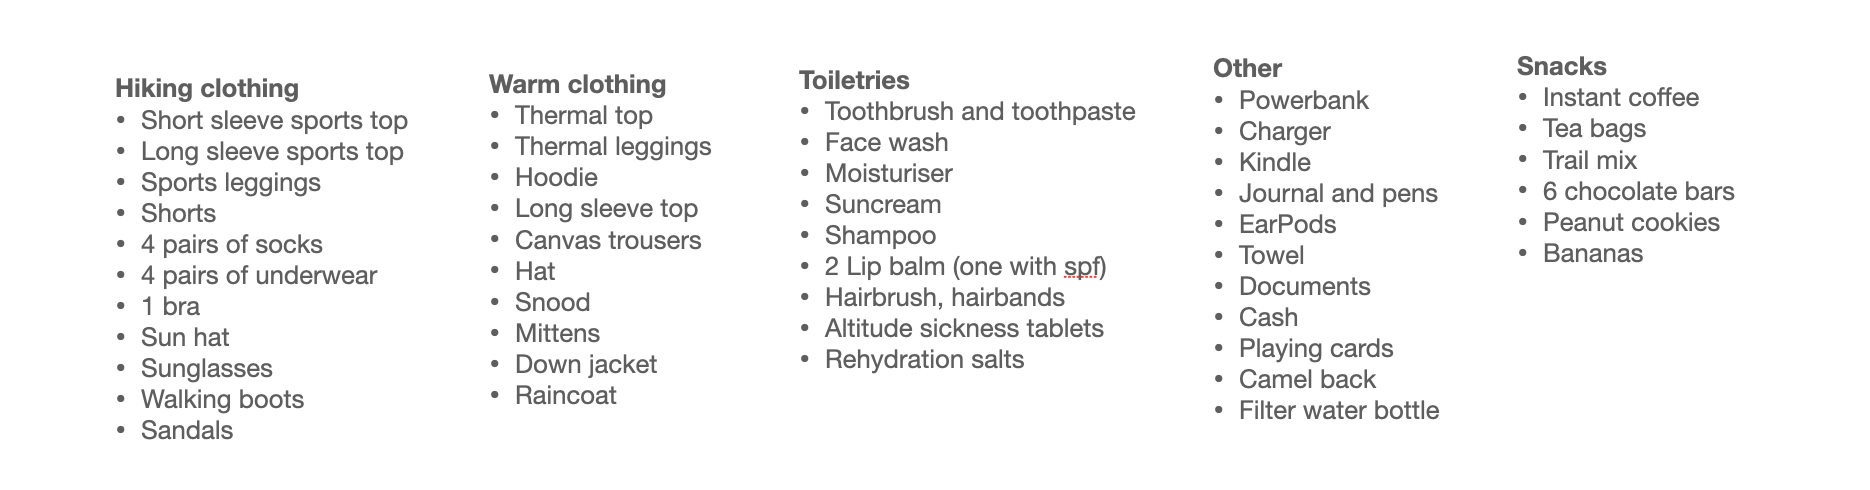 Hiking clothing
• Short sleeve sports top
• Long sleeve sports top
• Sports leggings
• Shorts
• 4 pairs of socks
• 4 pairs of underwear
• 1 bra
• Sun hat
• Sunglasses
• Walking boots
• Sandals
Warm clothing
• Thermal top
• Thermal leggings
• Hoodie
• Long sleeve top
• Canvas trousers
• Hat
• Snood
• Mittens
• Down jacket
• Raincoat
Toiletries
• Toothbrush and toothpaste
• Face wash
• Moisturiser
• Suncream
• Shampoo
• 2 Lip balm (one with spf)
• Hairbrush, hairbands
• Altitude sickness tablets
• Rehydration salts
Other
• Powerbank
• Charger
• Kindle
• Journal and pens
• EarPods
• Towel
• Documents
• Cash
• Playing cards
• Camel back
• Filter water bottle
Snacks
• Instant coffee
• Tea bags
• Trail mix
• 6 chocolate bars
• Peanut cookies
• Bananas